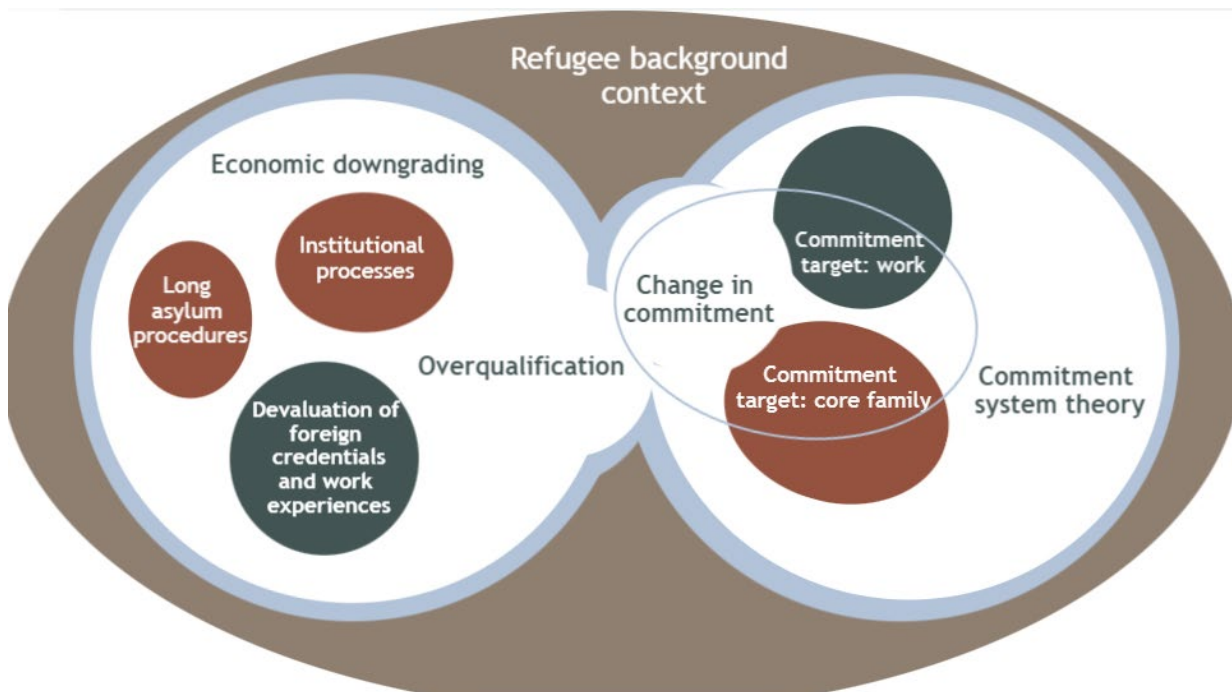 Refugee background
context
Economic downgrading
Institutional
processes
Long
asylum
procedures
Overqualification
Devaluation of
foreign
credentials
and work
experiences
Change in
commitment
Commitment
target: work
Commitment
target: core family
Commitment
system theory